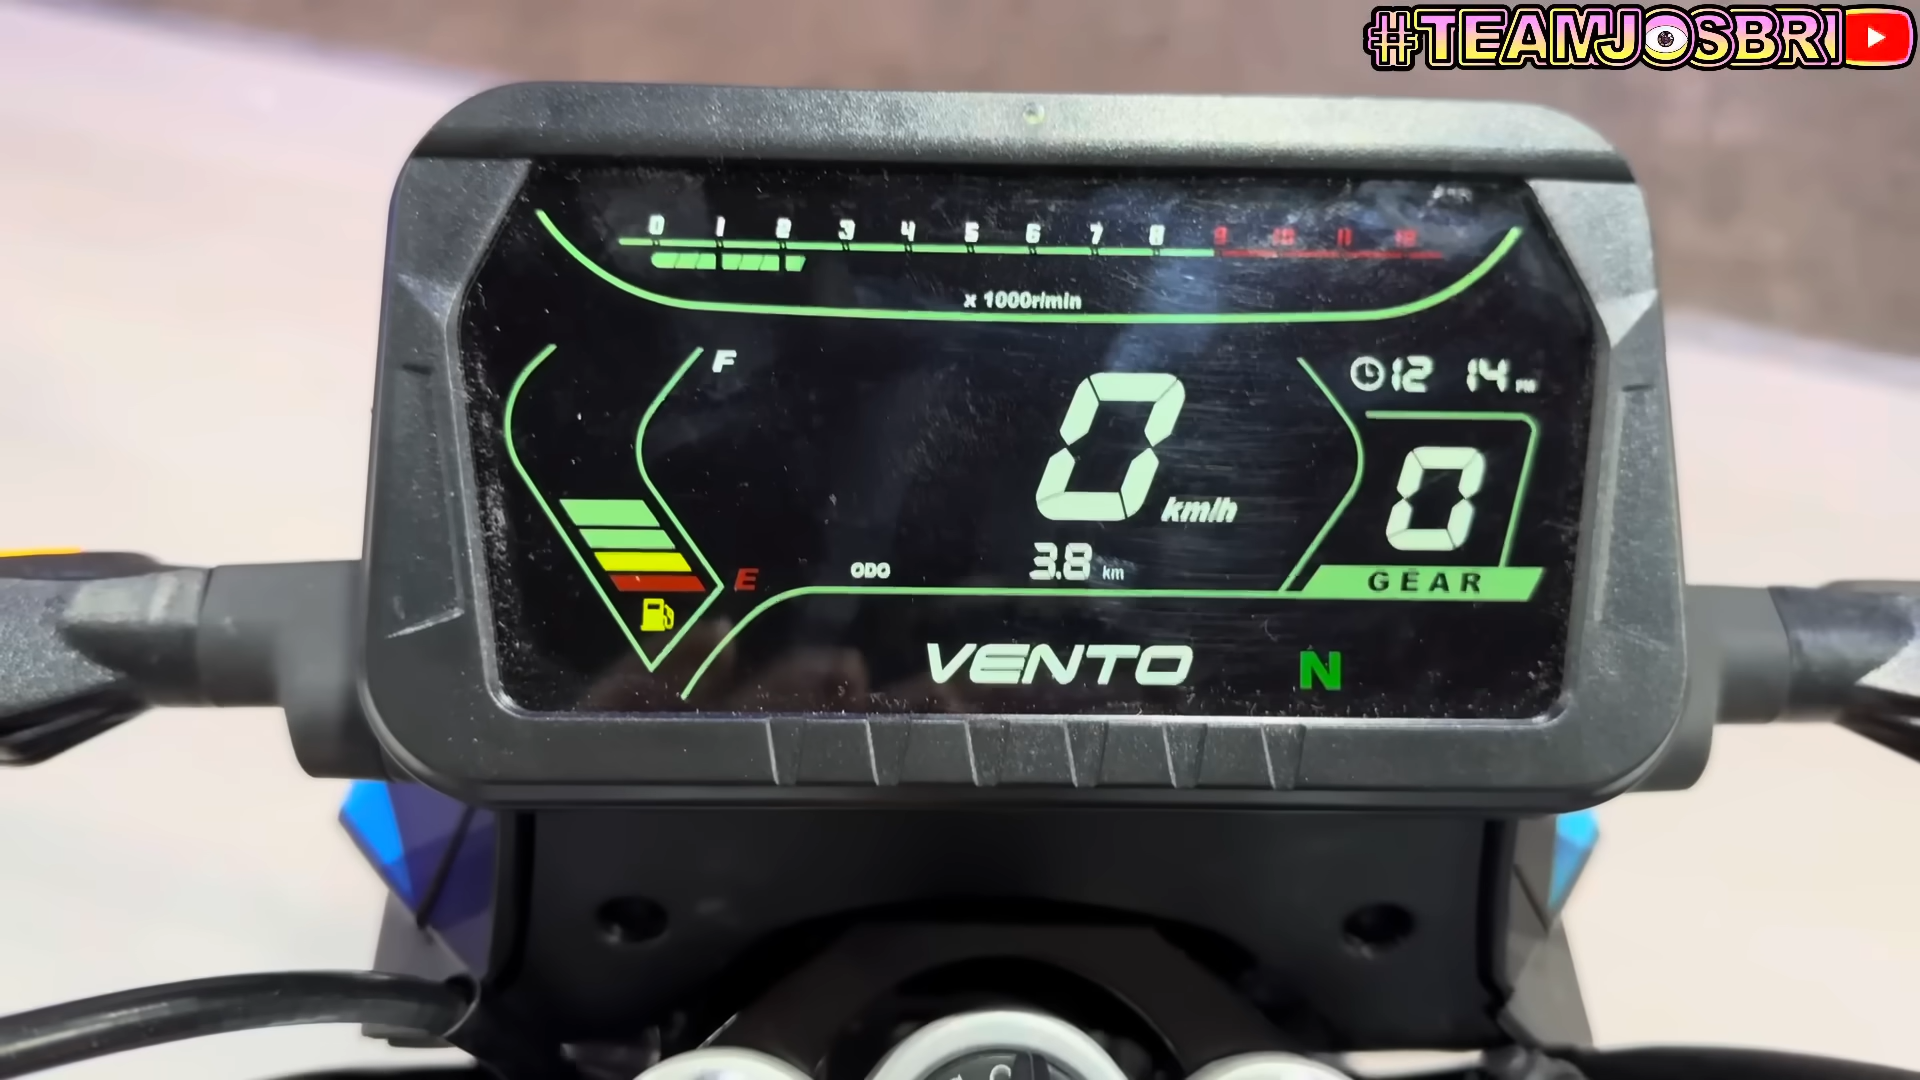 #TEAMJOSBRI
0 1 2 3 4 5 6 7 8 9 10 11 12
x 1000r/min
F
12 14 PM
0 km/h
0
E
ODO 3.8 km
GEAR
VENTO
N